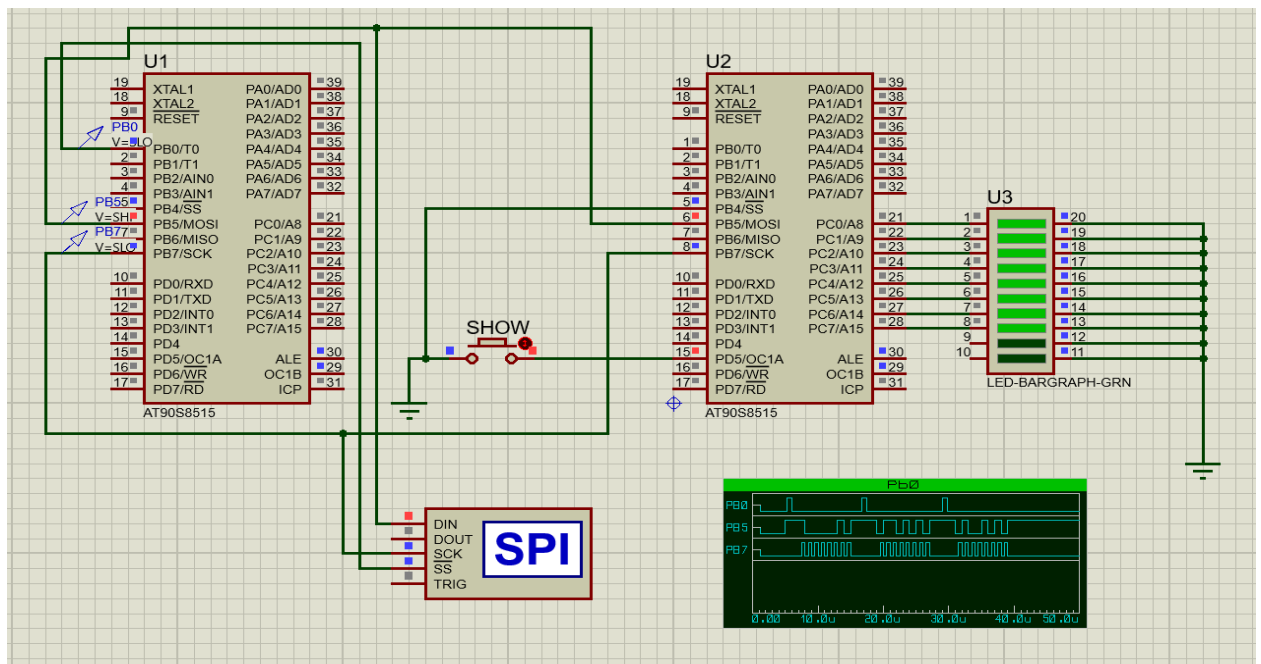 U1
19 XTAL1 PA0/AD0 39
18 XTAL2 PA1/AD1 38
9 RESET PA2/AD2 37
PA3/AD3 36
PB0
V=SLO
PB0/T0 PA4/AD4 35
2 PB1/T1 PA5/AD5 34
3 PB2/AIN0 PA6/AD6 33
4 PB3/AIN1 PA7/AD7 32
PB55
PB4/SS
V=SHI
PB5/MOSI PC0/A8 21
PB77
PB6/MISO PC1/A9 22
V=SLO
PB7/SCK PC2/A10 23
PC3/A11 24
10 PD0/RXD PC4/A12 25
11 PD1/TXD PC5/A13 26
12 PD2/INT0 PC6/A14 27
13 PD3/INT1 PC7/A15 28
14 PD4
15 PD5/OC1A ALE 30
16 PD6/WR OC1B 29
17 PD7/RD ICP 31
AT90S8515
SHOW
U2
19 XTAL1 PA0/AD0 39
18 XTAL2 PA1/AD1 38
9 RESET PA2/AD2 37
PA3/AD3 36
1 PB0/T0 PA4/AD4 35
2 PB1/T1 PA5/AD5 34
3 PB2/AIN0 PA6/AD6 33
4 PB3/AIN1 PA7/AD7 32
5 PB4/SS
6 PB5/MOSI PC0/A8 21
7 PB6/MISO PC1/A9 22
8 PB7/SCK PC2/A10 23
PC3/A11 24
10 PD0/RXD PC4/A12 25
11 PD1/TXD PC5/A13 26
12 PD2/INT0 PC6/A14 27
13 PD3/INT1 PC7/A15 28
14 PD4
15 PD5/OC1A ALE 30
16 PD6/WR OC1B 29
17 PD7/RD ICP 31
AT90S8515
U3
1 20
2 19
3 18
4 17
5 16
6 15
7 14
8 13
9 12
10 11
LED-BARGRAPH-GRN
DIN
DOUT
SCK
SS
TRIG
SPI
Pb0
PB0
PB5
PB7
0.00 10.0u 20.0u 30.0u 40.0u 50.0u